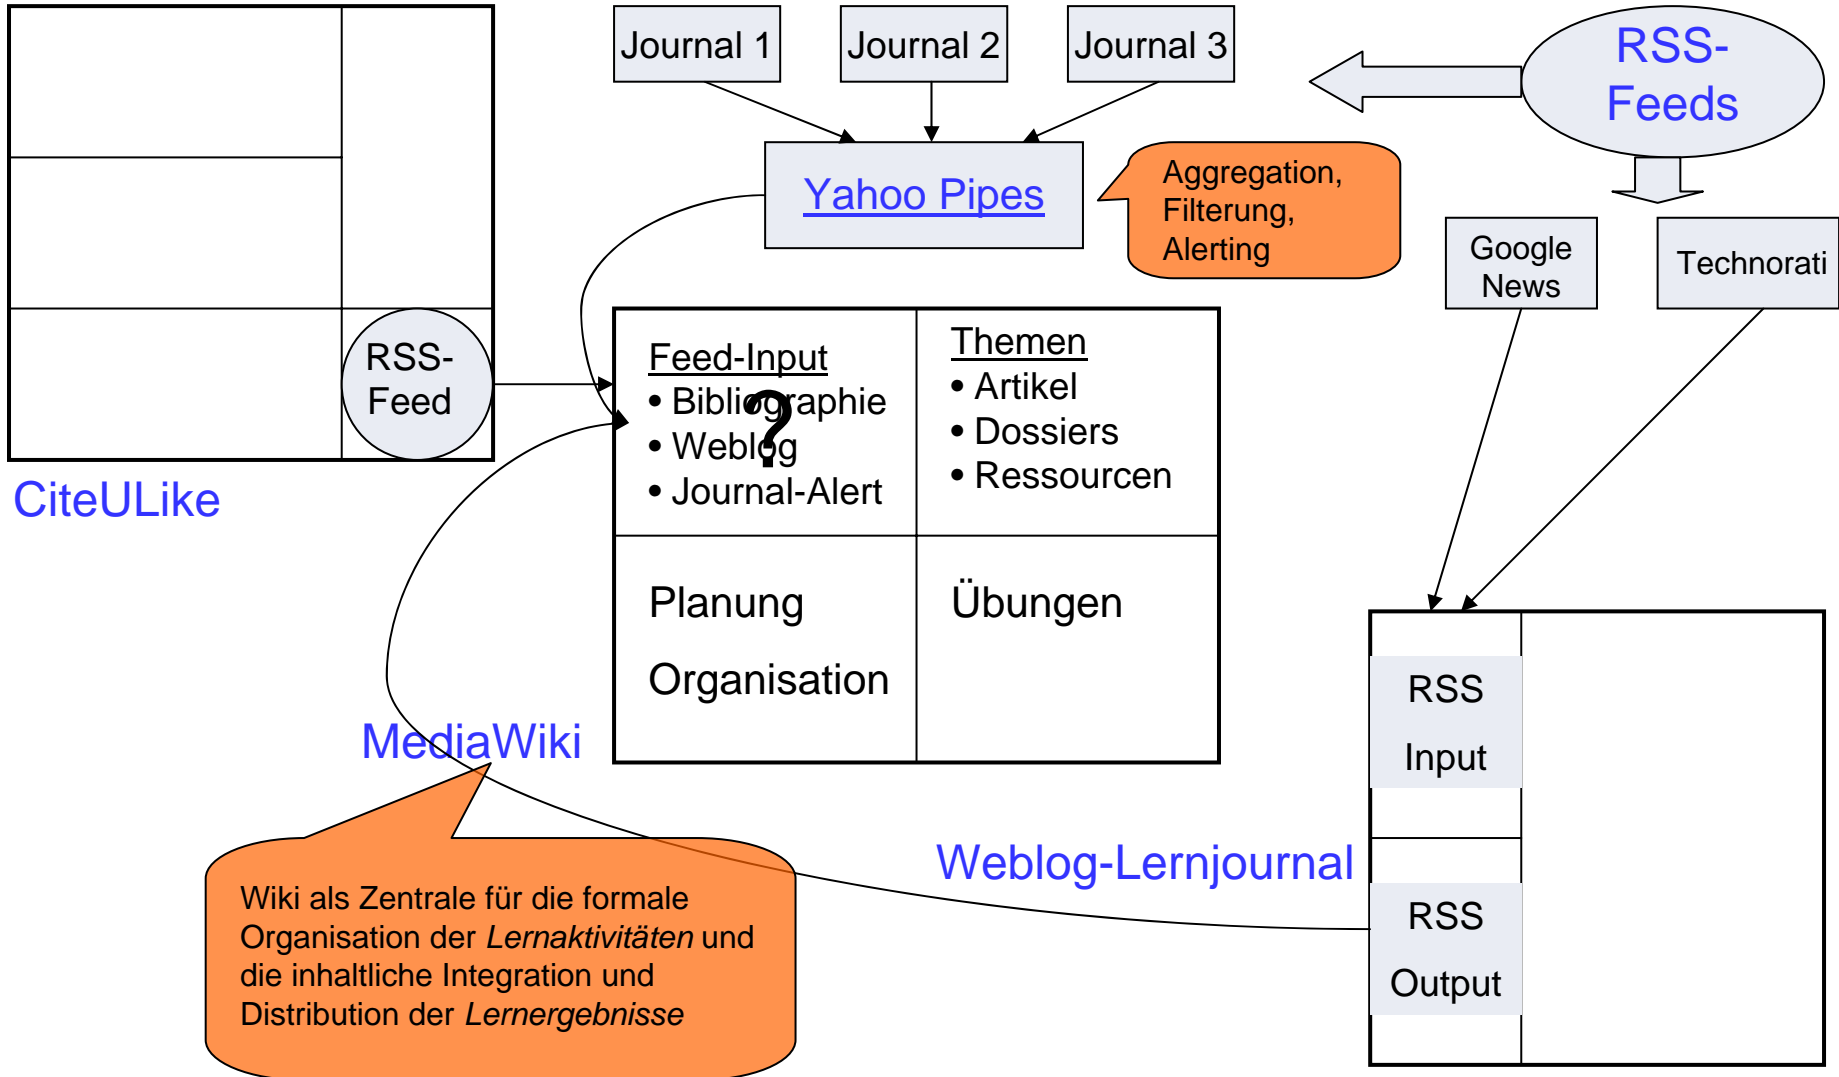 Journal 1
Journal 2
Journal 3
RSS-
Feeds
Yahoo Pipes
Aggregation,
Filterung,
Alerting
Google
News
Technorati
RSS-
Feed
CiteULike
Feed-Input
• Bibliographie
• Weblog
• Journal-Alert
?
Themen
• Artikel
• Dossiers
• Ressourcen
Planung
Organisation
Übungen
MediaWiki
Wiki als Zentrale für die formale
Organisation der Lernaktivitäten und
die inhaltliche Integration und
Distribution der Lernergebnisse
Weblog-Lernjournal
RSS
Input
RSS
Output